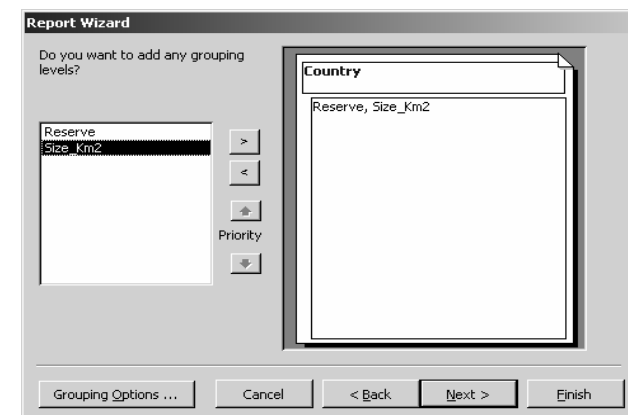 Report Wizard
Do you want to add any grouping
levels?
Reserve
Size_Km2
>
<
Priority
Country
Reserve, Size_Km2
Grouping Options ...
Cancel
< Back
Next >
Finish